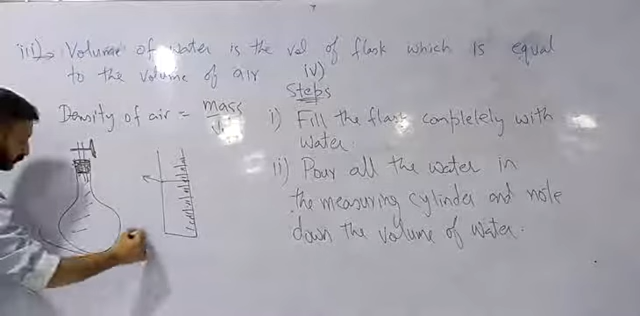 iii) Volume of water is the vol of flask which is equal
to the volume of air
iv)
Density of air = mass
Steps
i) Fill the flask completely with
water.
ii) Pour all the water in
the measuring cylinder and note
down the volume of water.